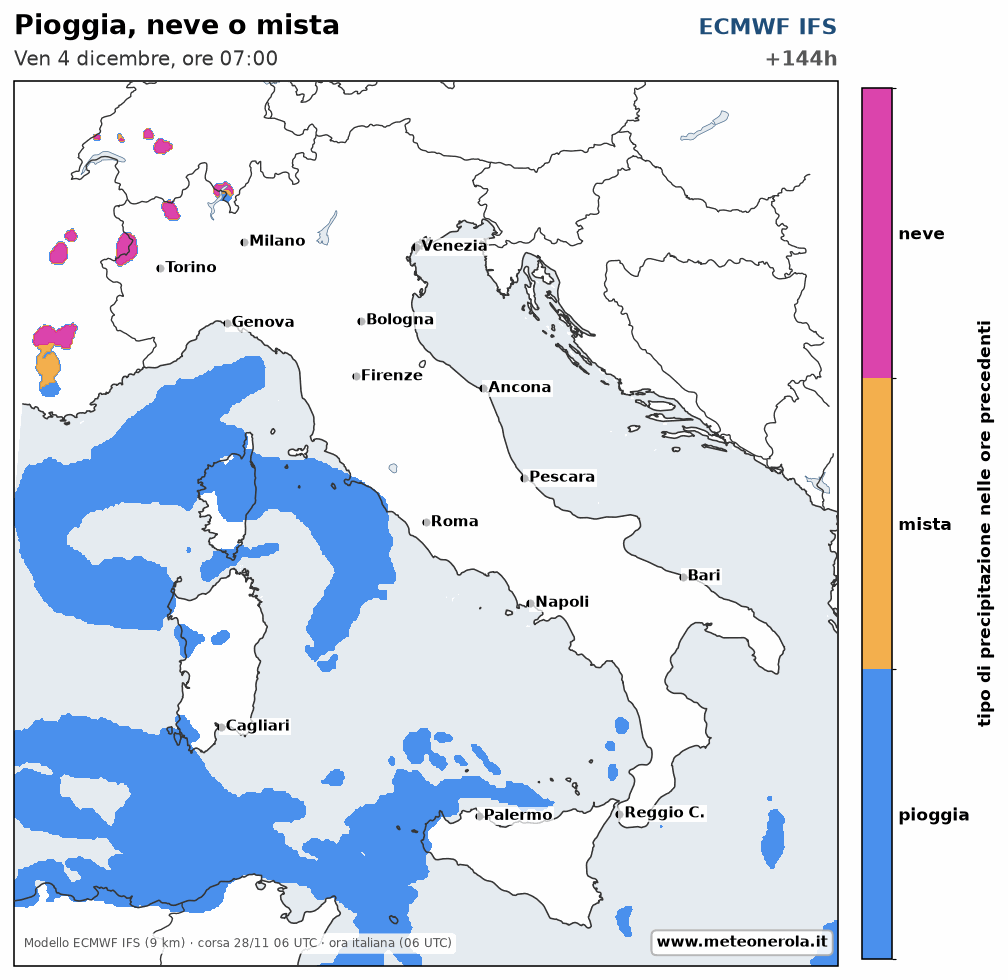 Pioggia, neve o mista
ECMWF IFS
Ven 4 dicembre, ore 07:00
+144h
neve
mista
pioggia
tipo di precipitazione nelle ore precedenti
Milano
Venezia
Torino
Genova
Bologna
Firenze
Ancona
Pescara
Roma
Bari
Napoli
Cagliari
Palermo
Reggio C.
Modello ECMWF IFS (9 km) · corsa 28/11 06 UTC · ora italiana (06 UTC)
www.meteonerola.it